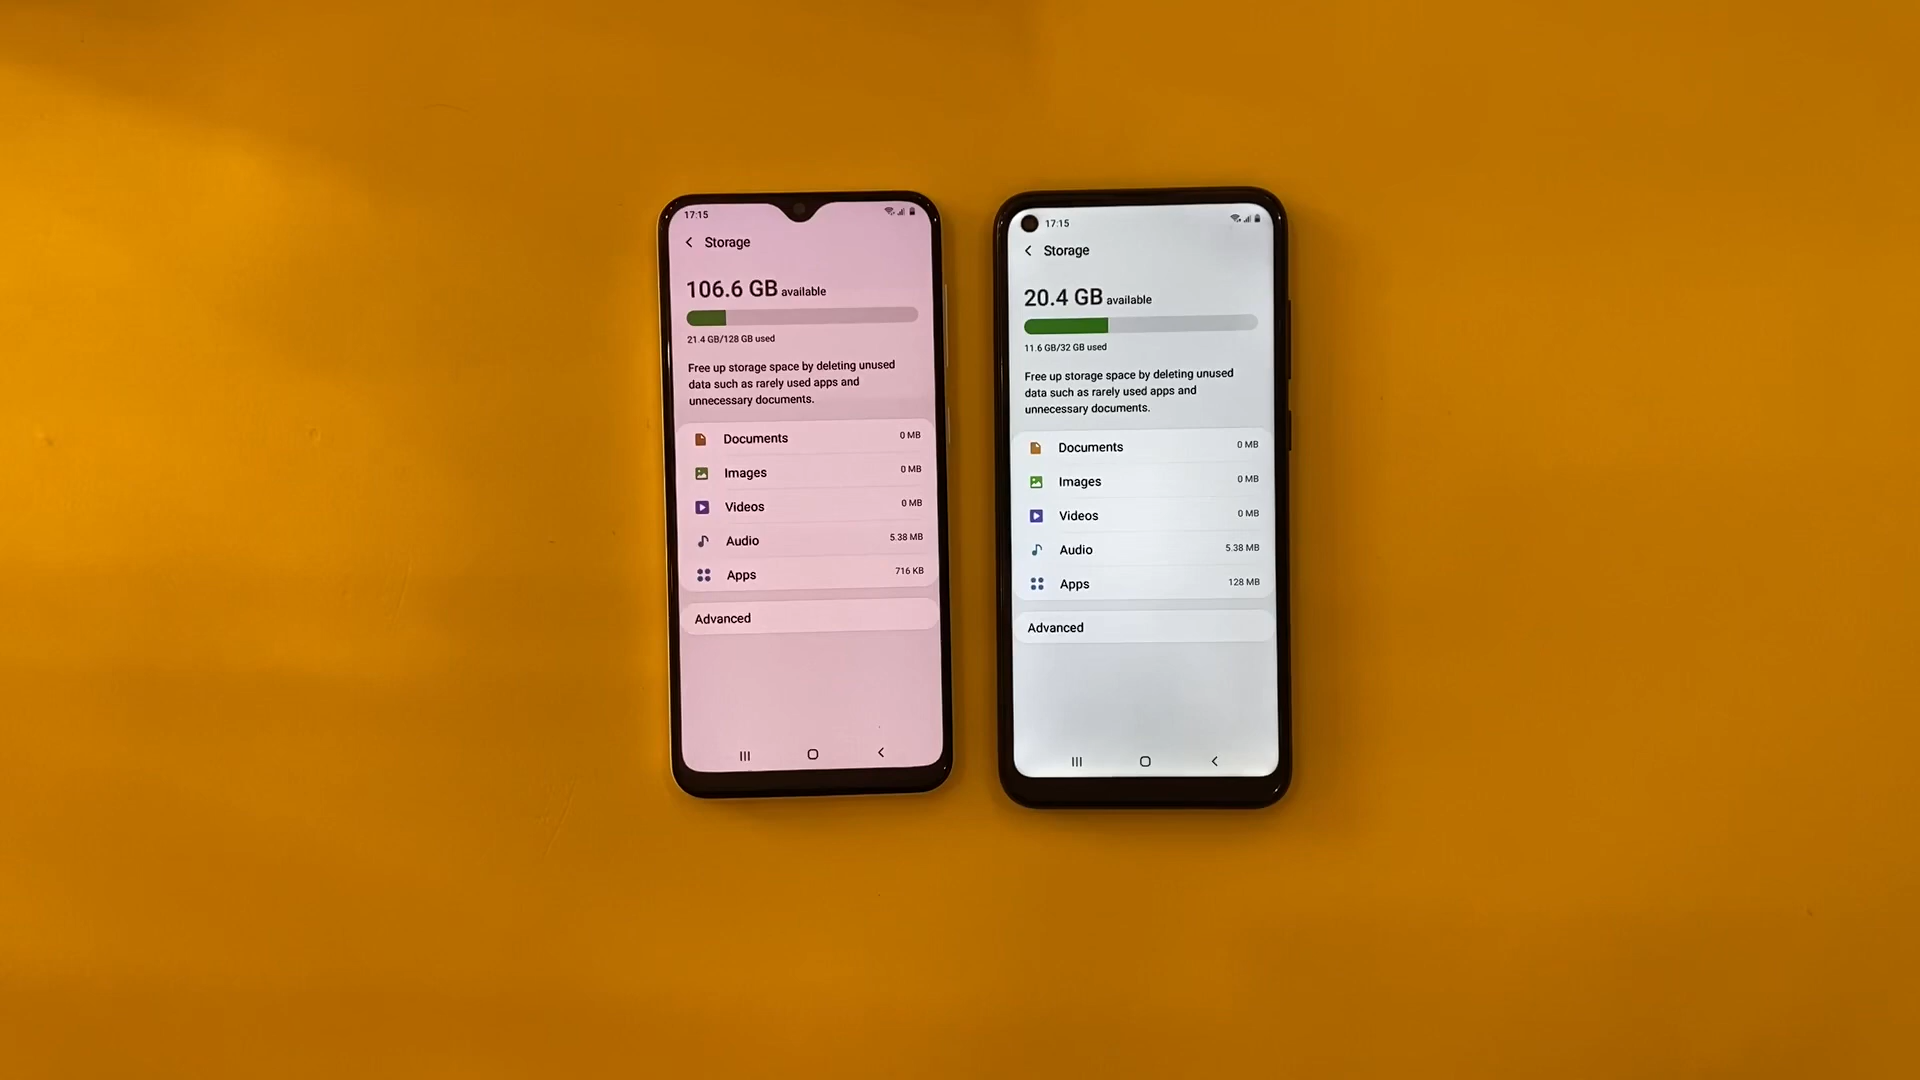 17:15
Storage
106.6 GB available
21.4 GB/128 GB used
Free up storage space by deleting unused
data such as rarely used apps and
unnecessary documents.
Documents 0 MB
Images 0 MB
Videos 0 MB
Audio 5.38 MB
Apps 716 KB
Advanced
17:15
Storage
20.4 GB available
11.6 GB/32 GB used
Free up storage space by deleting unused
data such as rarely used apps and
unnecessary documents.
Documents 0 MB
Images 0 MB
Videos 0 MB
Audio 5.38 MB
Apps 128 MB
Advanced